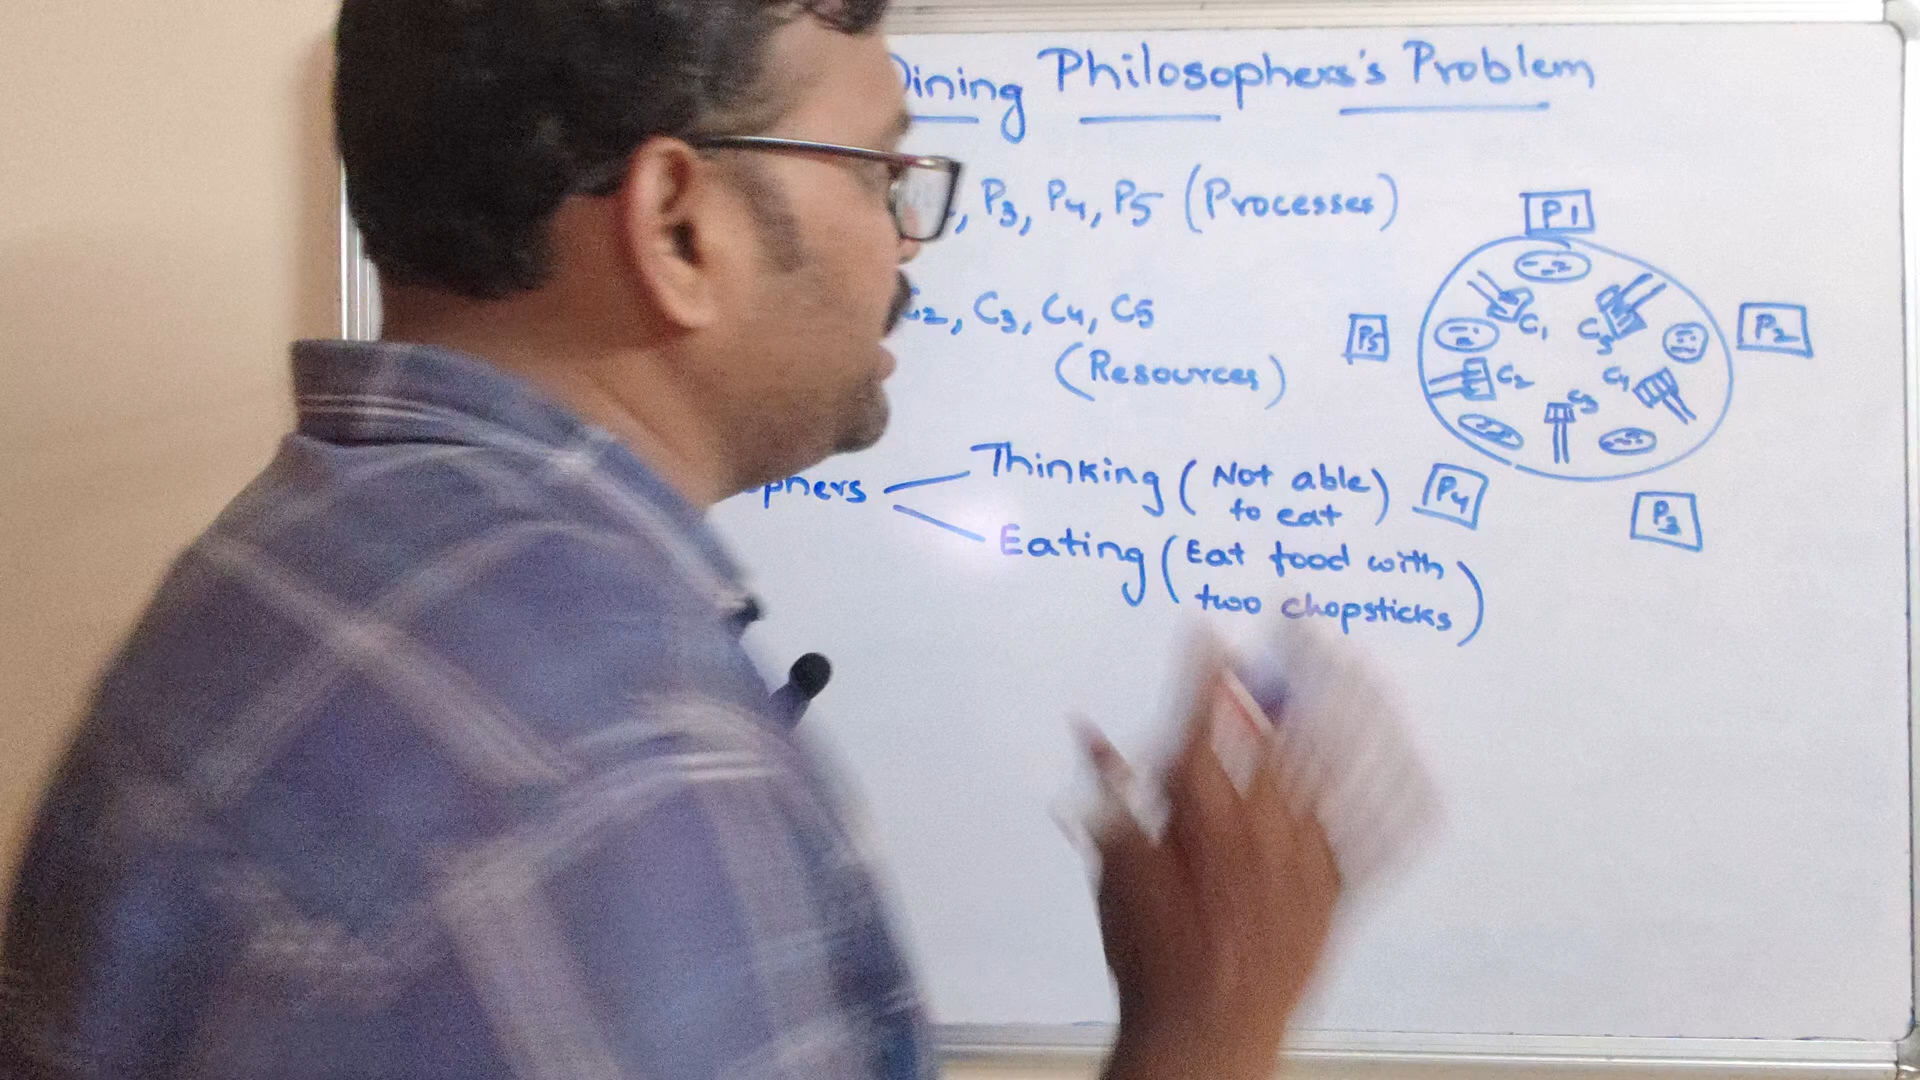 Dining Philosophers's Problem
P3, P4, P5 (Processes)
C2, C3, C4, C5
(Resources)
Thinking (Not able
to eat)
Eating (Eat food with
two chopsticks)
P1
P5
P2
C1
C5
C2
C4
C3
P4
P3